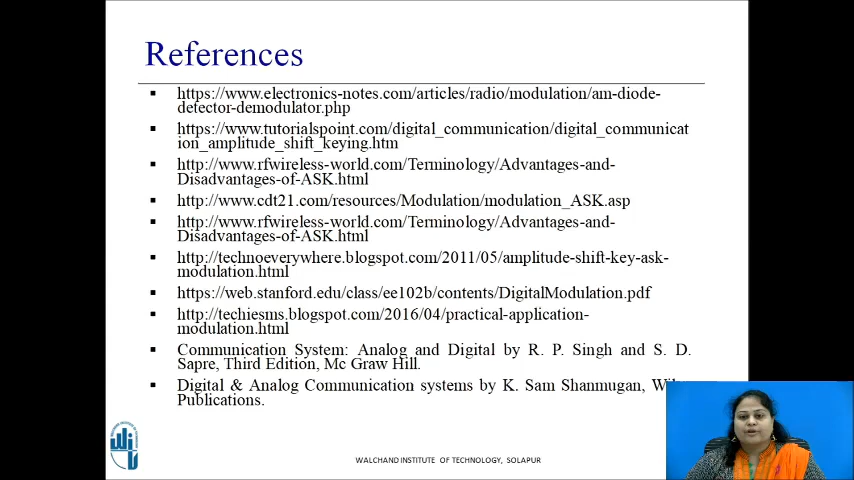 References
https://www.electronics-notes.com/articles/radio/modulation/am-diode-
detector-demodulator.php
https://www.tutorialspoint.com/digital_communication/digital_communicat
ion_amplitude_shift_keying.htm
http://www.rfwireless-world.com/Terminology/Advantages-and-
Disadvantages-of-ASK.html
http://www.cdt21.com/resources/Modulation/modulation_ASK.asp
http://www.rfwireless-world.com/Terminology/Advantages-and-
Disadvantages-of-ASK.html
http://technoeverywhere.blogspot.com/2011/05/amplitude-shift-key-ask-
modulation.html
https://web.stanford.edu/class/ee102b/contents/DigitalModulation.pdf
http://techiesms.blogspot.com/2016/04/practical-application-
modulation.html
Communication System: Analog and Digital by R. P. Singh and S. D.
Sapre, Third Edition, Mc Graw Hill.
Digital & Analog Communication systems by K. Sam Shanmugan,
Publications.
WALCHAND INSTITUTE OF TECHNOLOGY, SOLAPUR